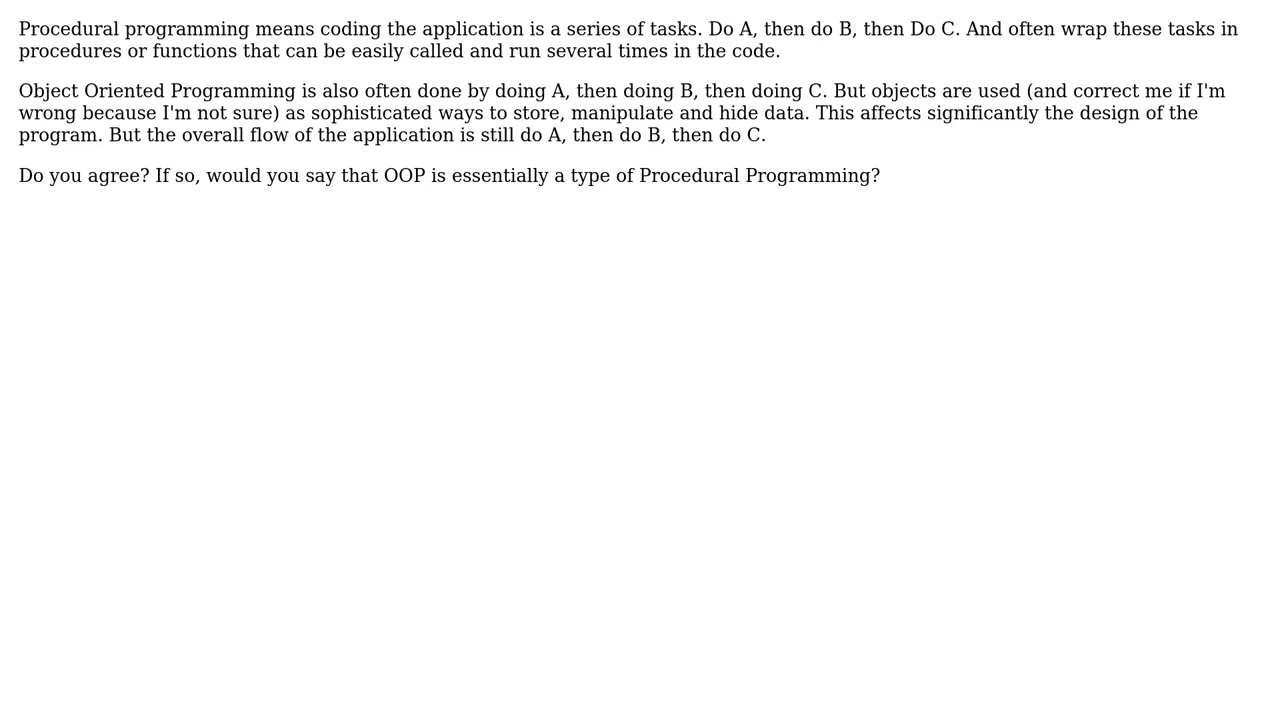 Procedural programming means coding the application is a series of tasks. Do A, then do B, then Do C. And often wrap these tasks in
procedures or functions that can be easily called and run several times in the code.
Object Oriented Programming is also often done by doing A, then doing B, then doing C. But objects are used (and correct me if I'm
wrong because I'm not sure) as sophisticated ways to store, manipulate and hide data. This affects significantly the design of the
program. But the overall flow of the application is still do A, then do B, then do C.
Do you agree? If so, would you say that OOP is essentially a type of Procedural Programming?